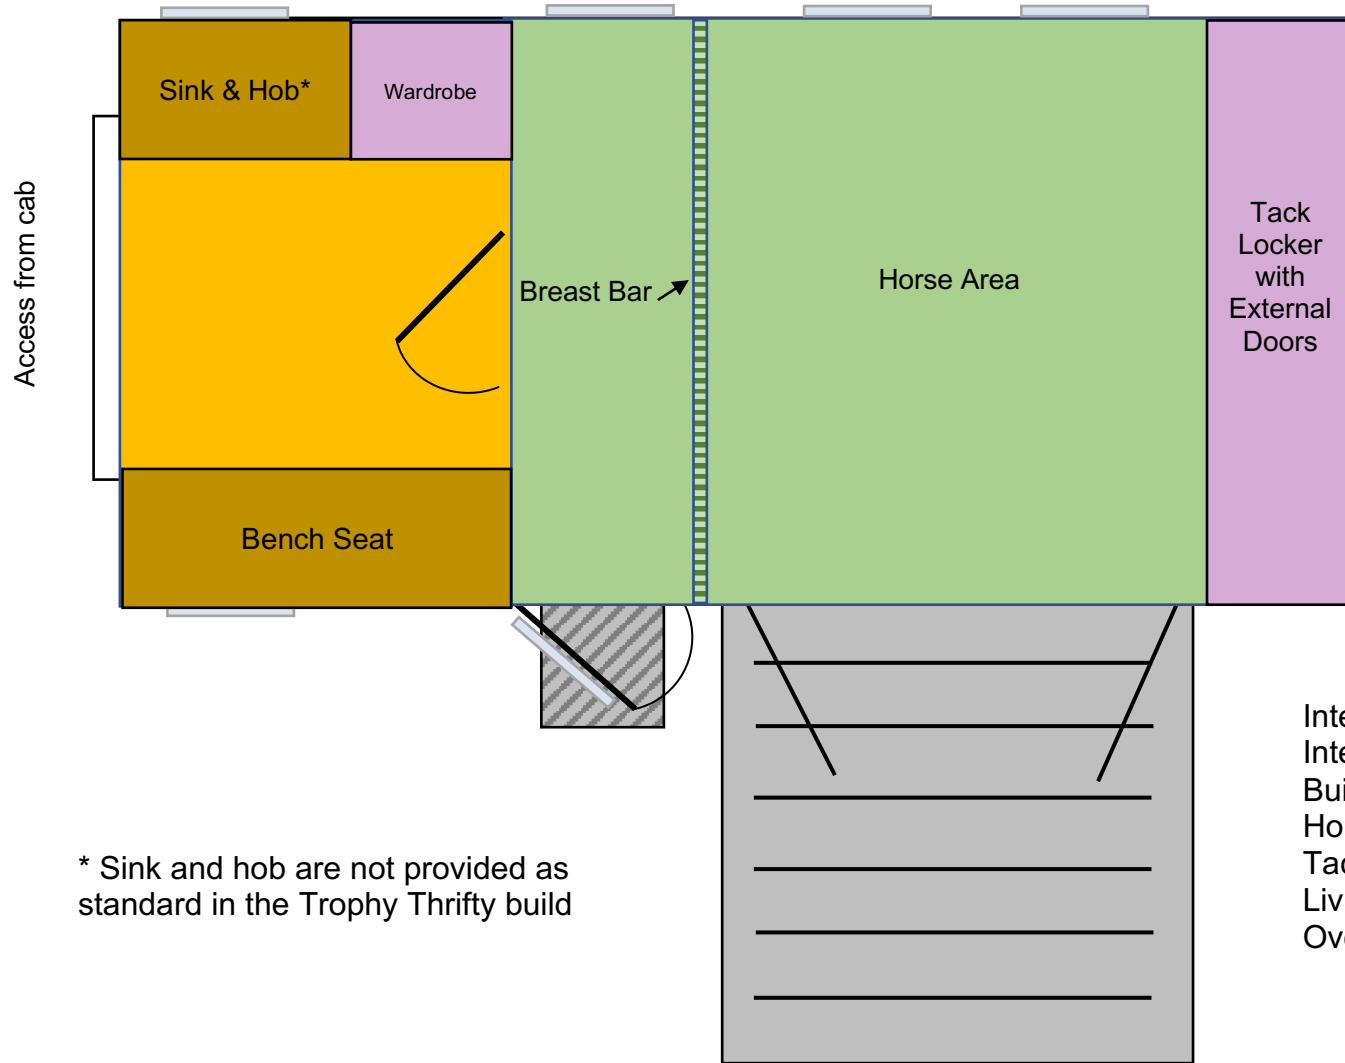 Sink & Hob*
Wardrobe
Access from cab
Breast Bar
Horse Area
Tack
Locker
with
External
Doors
Bench Seat
* Sink and hob are not provided as
standard in the Trophy Thrifty build